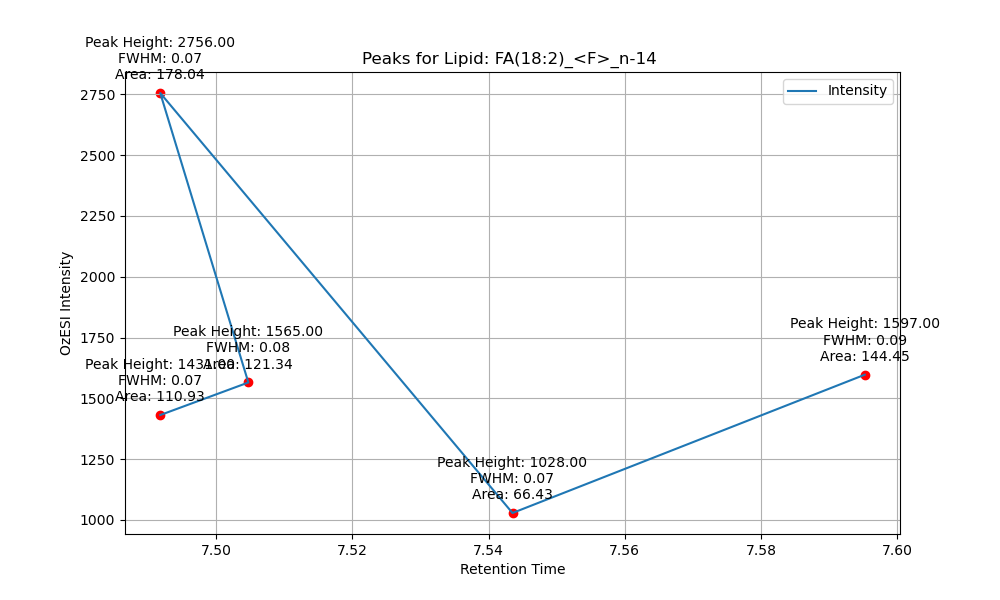 Peak Height: 2756.00
FWHM: 0.07
Area: 178.04
Peaks for Lipid: FA(18:2)_<F>_n-14
Intensity
2750
2500
2250
2000
1750
1500
1250
1000
OzESI Intensity
Peak Height: 1565.00
FWHM: 0.08
Area: 121.34
Peak Height: 1431.00
FWHM: 0.07
Area: 110.93
Peak Height: 1597.00
FWHM: 0.09
Area: 144.45
Peak Height: 1028.00
FWHM: 0.07
Area: 66.43
7.50
7.52
7.54
7.56
7.58
7.60
Retention Time